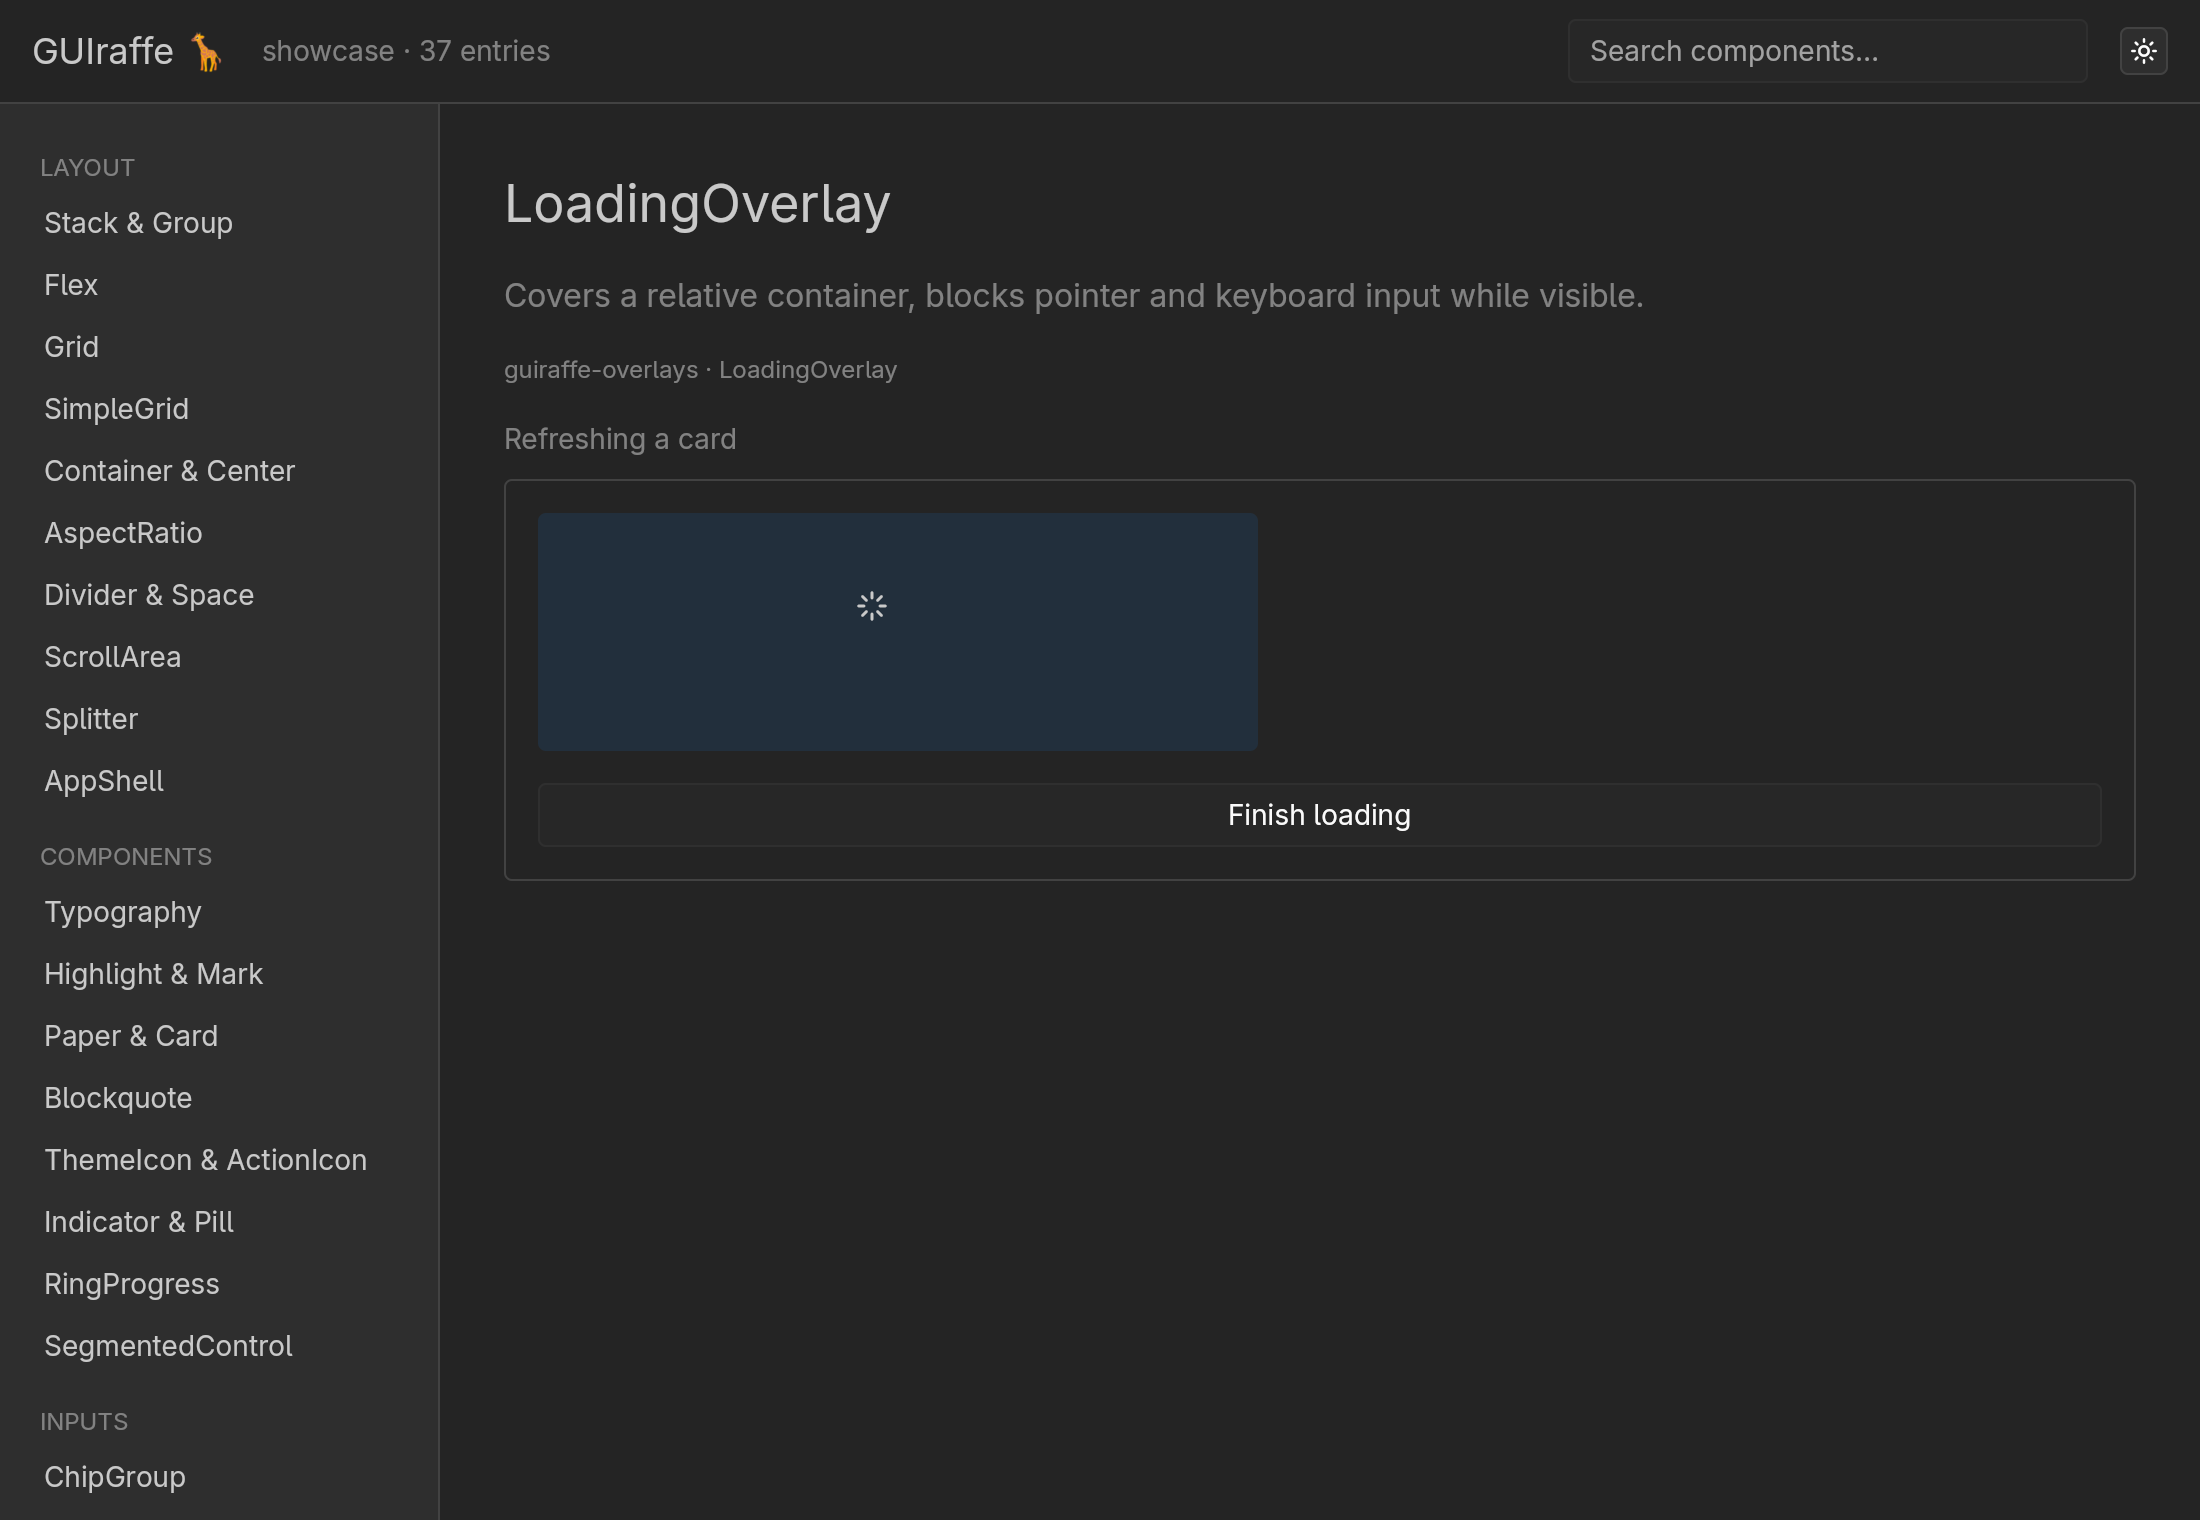 GUIraffe 🦒 showcase · 37 entries
Search components...
LAYOUT
Stack & Group
Flex
Grid
SimpleGrid
Container & Center
AspectRatio
Divider & Space
ScrollArea
Splitter
AppShell
COMPONENTS
Typography
Highlight & Mark
Paper & Card
Blockquote
ThemeIcon & ActionIcon
Indicator & Pill
RingProgress
SegmentedControl
INPUTS
ChipGroup
LoadingOverlay
Covers a relative container, blocks pointer and keyboard input while visible.
guiraffe-overlays · LoadingOverlay
Refreshing a card
Finish loading